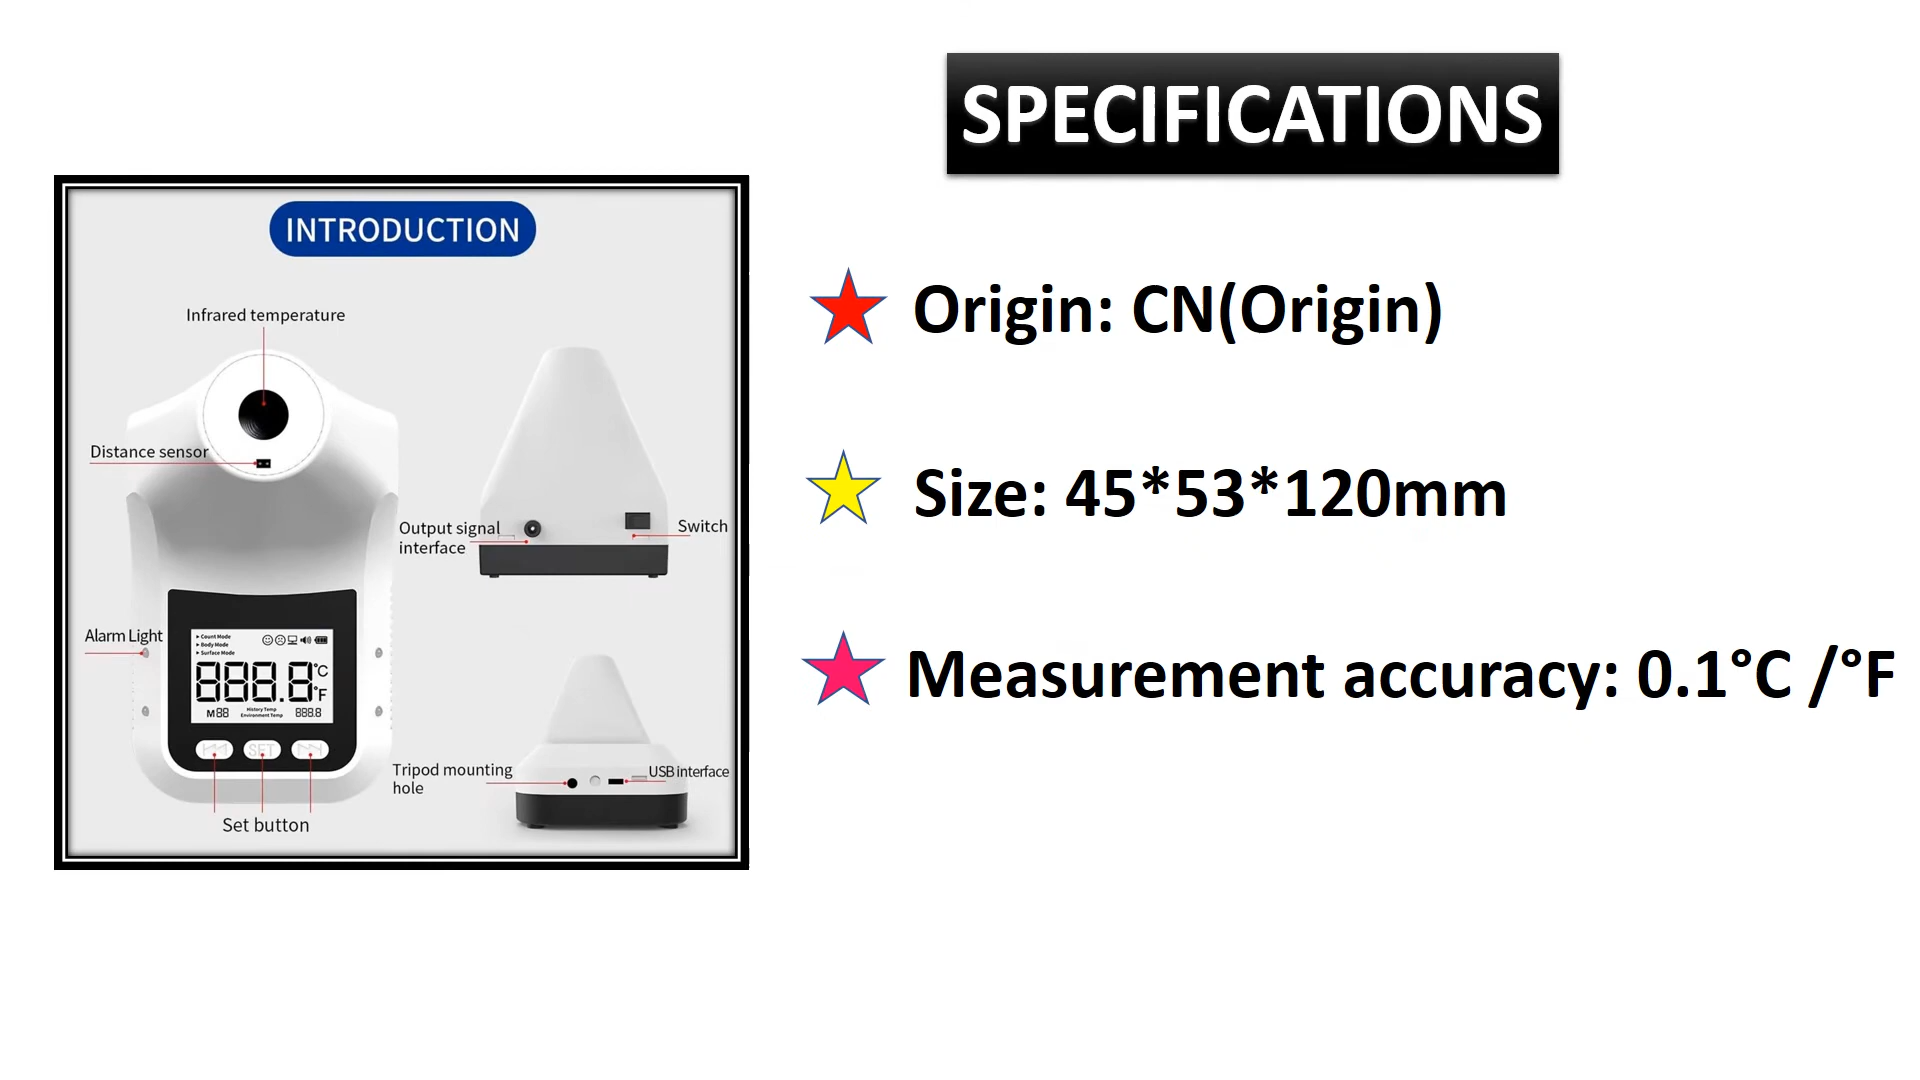 SPECIFICATIONS
INTRODUCTION
Infrared temperature
Distance sensor
Output signal
interface
Switch
Alarm Light
▸ Count Mode
▸ Body Mode
▸ Surface Mode
888.8°C
°F
M88
History Temp
Environment Temp
888.8
SET
Set button
Tripod mounting
hole
USB interface
Origin: CN(Origin)
Size: 45*53*120mm
Measurement accuracy: 0.1°C /°F